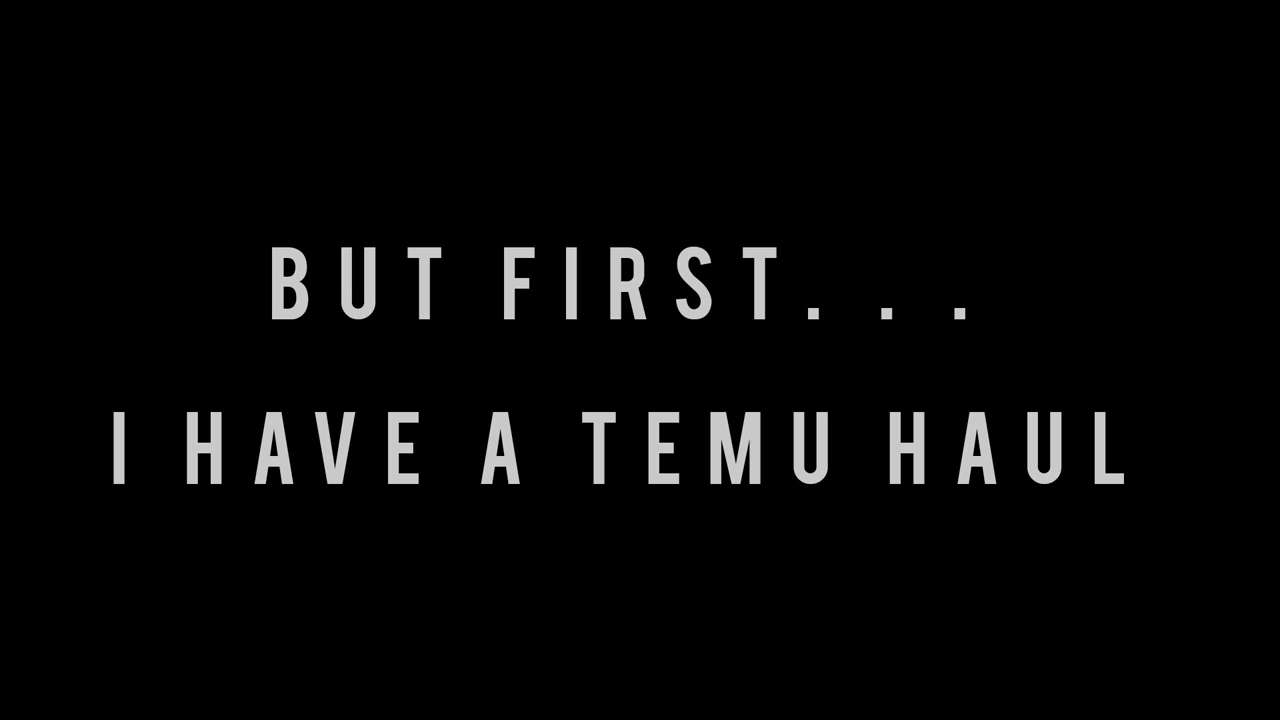 BUT FIRST. . .
I HAVE A TEMU HAUL